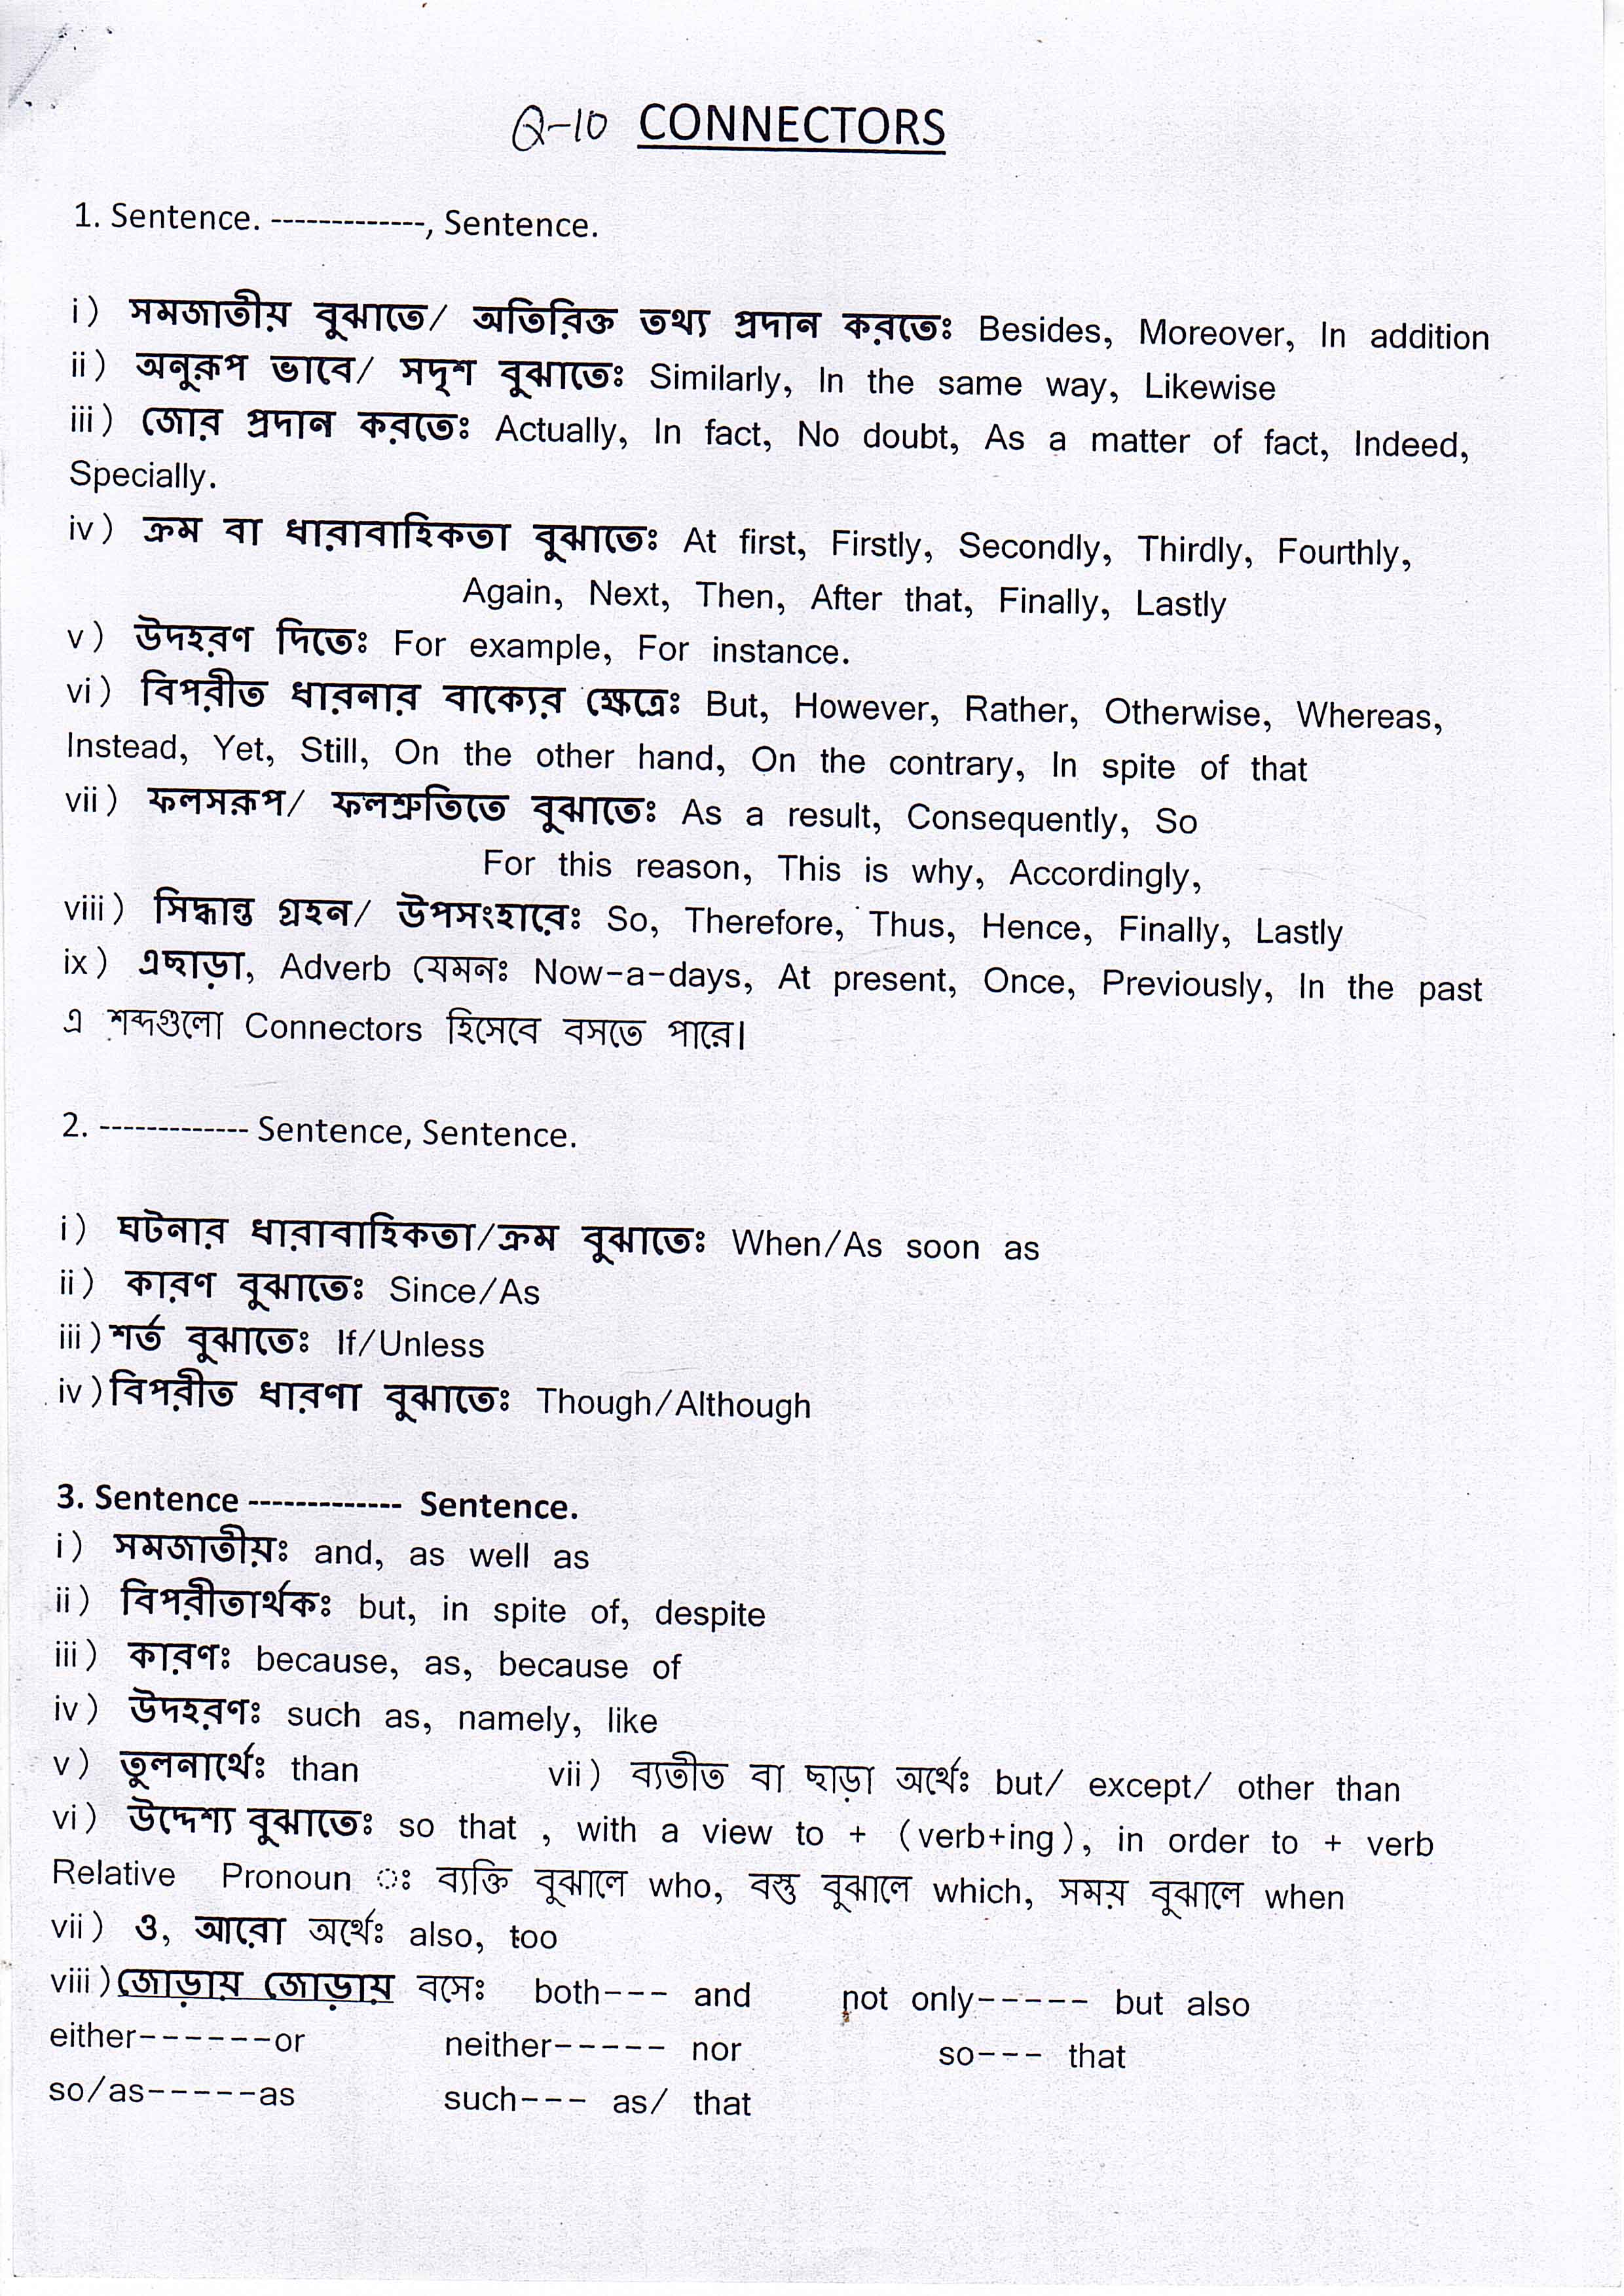 Q-10 CONNECTORS
1. Sentence. -------------, Sentence.
i) সমজাতীয় বুঝাতে/ অতিরিক্ত তথ্য প্রদান করতেঃ Besides, Moreover, In addition
ii) অনুরূপ ভাবে/ সদৃশ বুঝাতেঃ Similarly, In the same way, Likewise
iii) জোর প্রদান করতেঃ Actually, In fact, No doubt, As a matter of fact, Indeed,
Specially.
iv) ক্রম বা ধারাবাহিকতা বুঝাতেঃ At first, Firstly, Secondly, Thirdly, Fourthly,
Again, Next, Then, After that, Finally, Lastly
v) উদহরণ দিতেঃ For example, For instance.
vi) বিপরীত ধারনার বাক্যের ক্ষেত্রেঃ But, However, Rather, Otherwise, Whereas,
Instead, Yet, Still, On the other hand, On the contrary, In spite of that
vii) ফলসরূপ/ ফলশ্রুতিতে বুঝাতেঃ As a result, Consequently, So
For this reason, This is why, Accordingly,
viii) সিদ্ধান্ত গ্রহন/ উপসংহারেঃ So, Therefore, Thus, Hence, Finally, Lastly
ix) এছাড়া, Adverb যেমনঃ Now-a-days, At present, Once, Previously, In the past
এ শব্দগুলো Connectors হিসেবে বসতে পারে।
2. ------------- Sentence, Sentence.
i) ঘটনার ধারাবাহিকতা/ক্রম বুঝাতেঃ When/As soon as
ii) কারণ বুঝাতেঃ Since/As
iii)শর্ত বুঝাতেঃ If/Unless
iv)বিপরীত ধারণা বুঝাতেঃ Though/Although
3. Sentence ------------- Sentence.
i) সমজাতীয়ঃ and, as well as
ii) বিপরীতার্থকঃ but, in spite of, despite
iii) কারণঃ because, as, because of
iv) উদহরণঃ such as, namely, like
v) তুলনার্থেঃ than vii) ব্যতীত বা ছাড়া অর্থেঃ but/ except/ other than
vi) উদ্দেশ্য বুঝাতেঃ so that , with a view to + (verb+ing), in order to + verb
Relative Pronoun ঃ ব্যক্তি বুঝালে who, বস্তু বুঝালে which, সময় বুঝালে when
vii) ও, আরো অর্থেঃ also, too
viii)জোড়ায় জোড়ায় বসেঃ both--- and not only----- but also
either------or neither----- nor so--- that
so/as-----as such--- as/ that